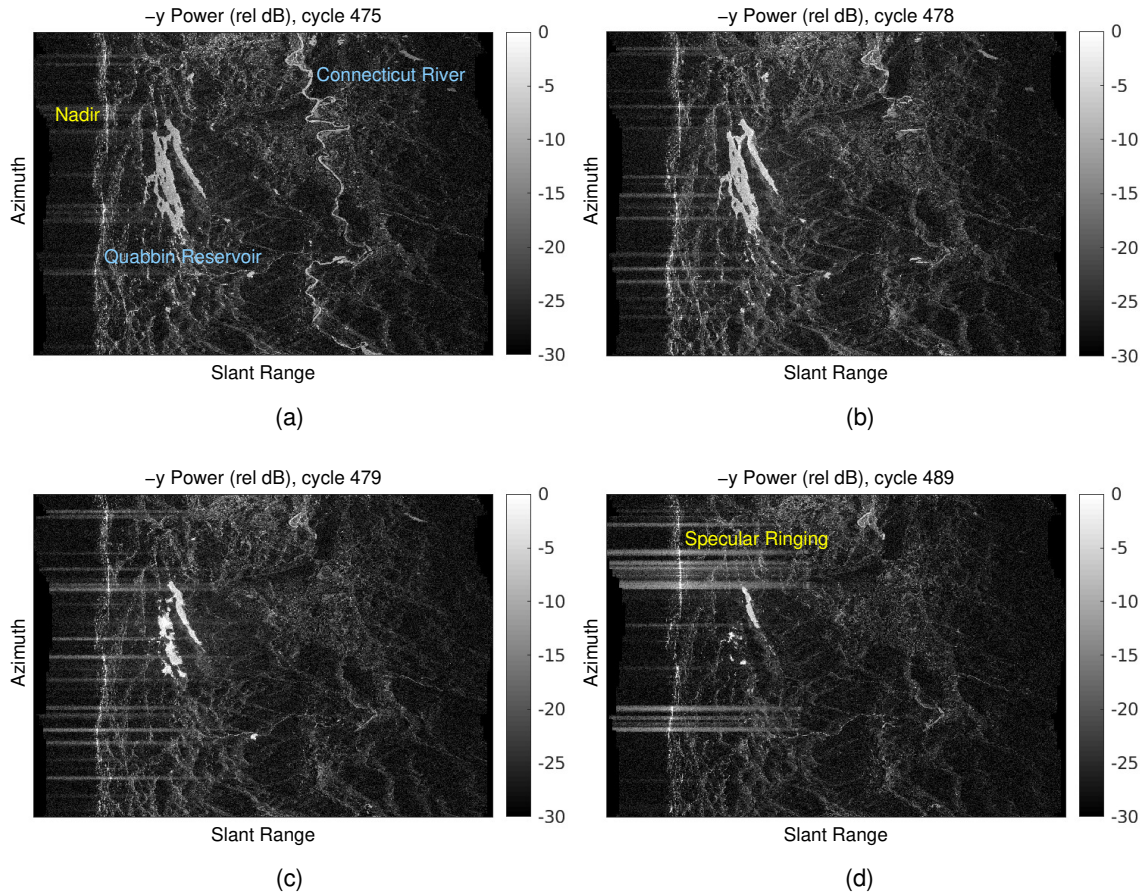 −y Power (rel dB), cycle 475
Azimuth
Nadir
Connecticut River
Quabbin Reservoir
0
-5
-10
-15
-20
-25
-30
Slant Range
(a)
−y Power (rel dB), cycle 478
Azimuth
0
-5
-10
-15
-20
-25
-30
Slant Range
(b)
−y Power (rel dB), cycle 479
Azimuth
0
-5
-10
-15
-20
-25
-30
Slant Range
(c)
−y Power (rel dB), cycle 489
Azimuth
Specular Ringing
0
-5
-10
-15
-20
-25
-30
Slant Range
(d)